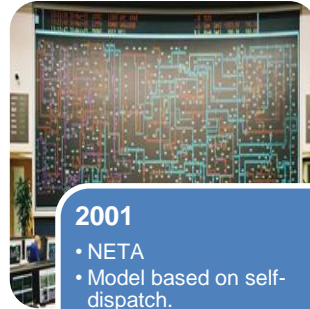 2001
• NETA
• Model based on self-
dispatch.